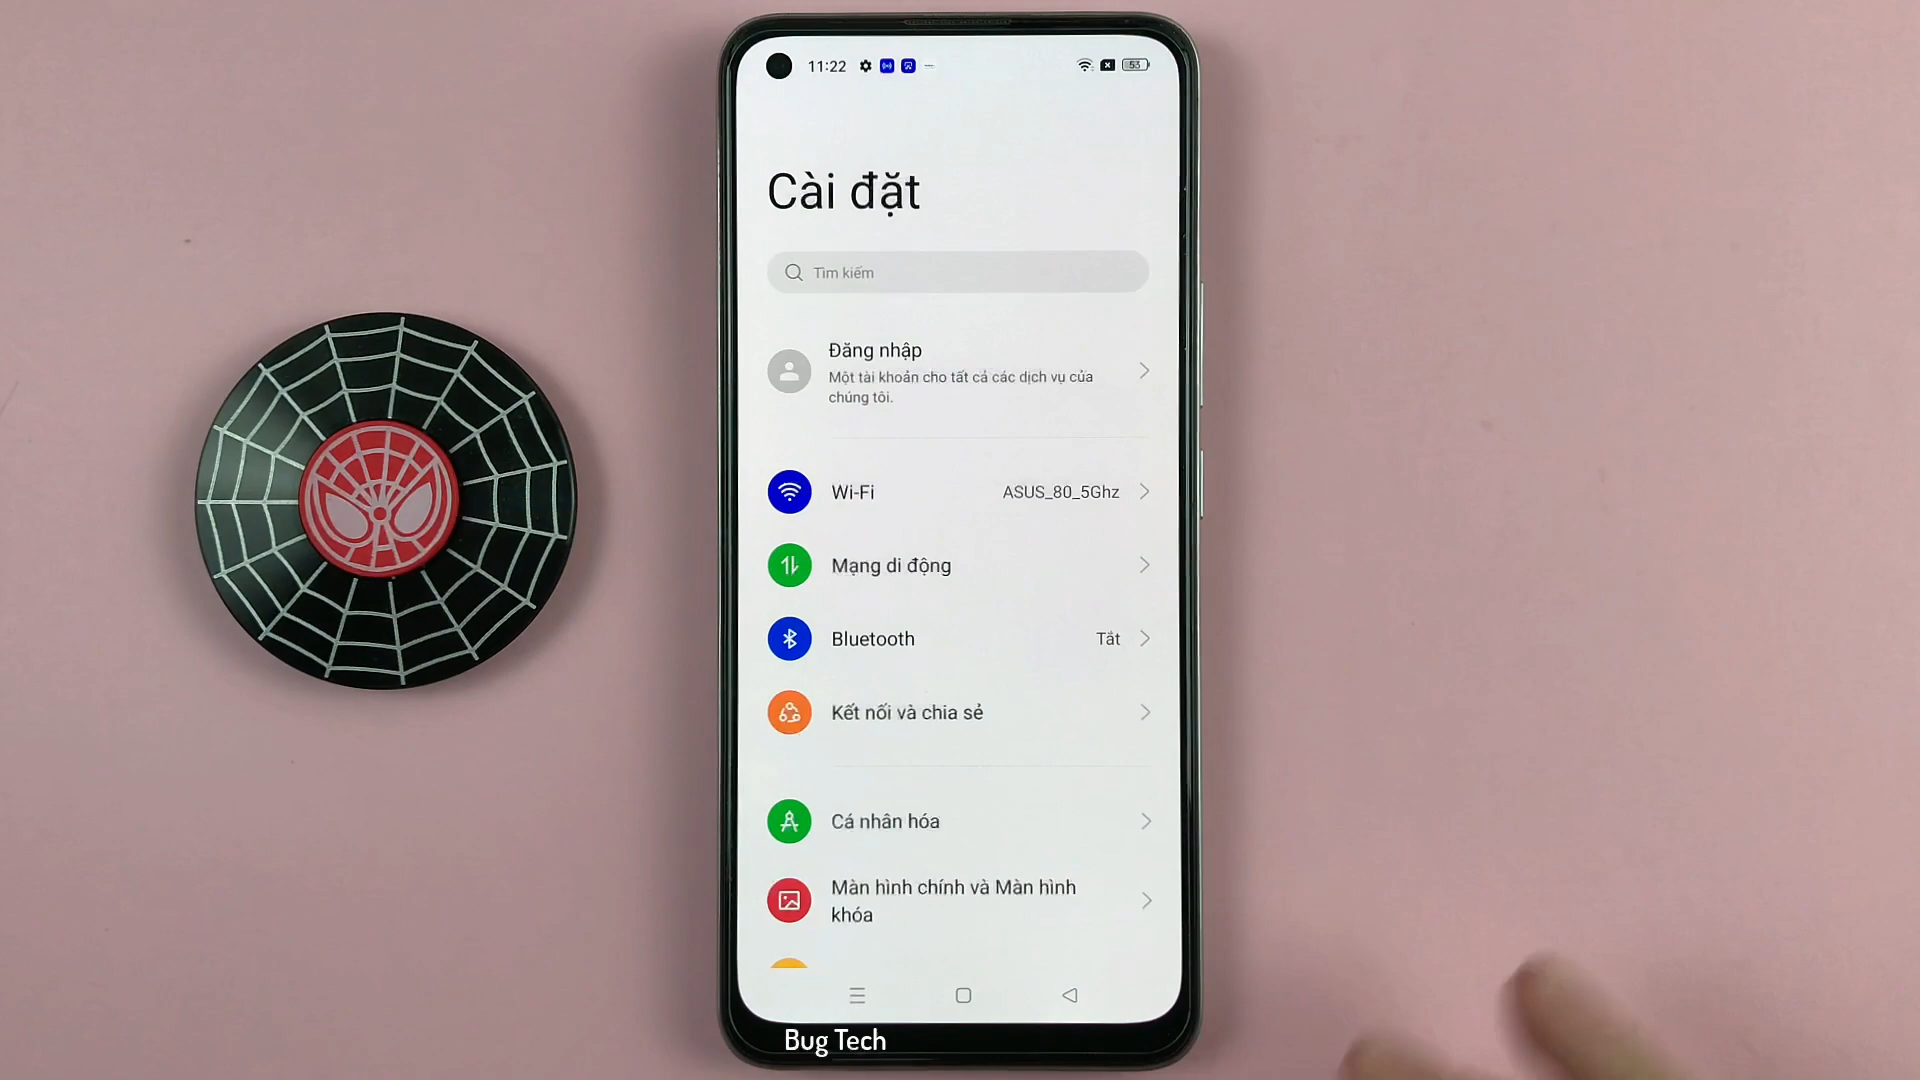 11:22
53
Cài đặt
Tìm kiếm
Đăng nhập
Một tài khoản cho tất cả các dịch vụ của
chúng tôi.
Wi-Fi
ASUS_80_5Ghz
Mạng di động
Bluetooth
Tắt
Kết nối và chia sẻ
Cá nhân hóa
Màn hình chính và Màn hình
khóa
Bug Tech